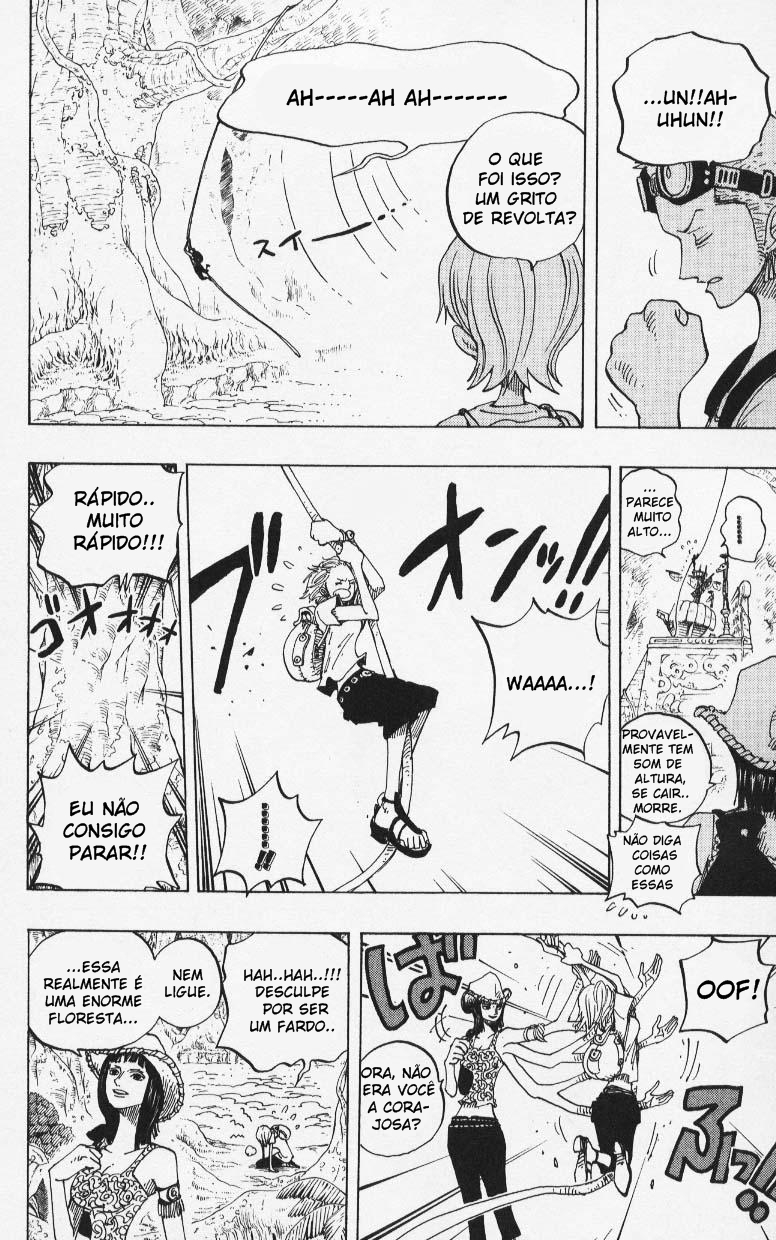 ...UN!!AH-
UHUN!!
AH-----AH AH-------
O QUE
FOI ISSO?
UM GRITO
DE REVOLTA?
スイー---...
......
...
PARECE
MUITO
ALTO...
PROVAVEL-
MENTE TEM
SOM DE
ALTURA,
SE CAIR..
MORRE.
NÃO DIGA
COISAS
COMO
ESSAS
ブオンッ!!
WAAAA...!
......!!
RÁPIDO..
MUITO
RÁPIDO!!!
ゴオオオオ
EU NÃO
CONSIGO
PARAR!!
OOF!
ばふっ!!
ORA, NÃO
ERA VOCÊ
A CORA-
JOSA?
HAH..HAH..!!!
DESCULPE
POR SER
UM FARDO..
NEM
LIGUE.
...ESSA
REALMENTE É
UMA ENORME
FLORESTA...